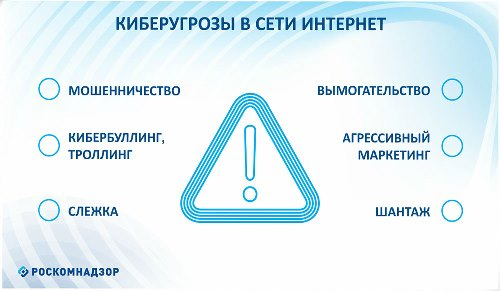 КИБЕРУГРОЗЫ В СЕТИ ИНТЕРНЕТ
МОШЕННИЧЕСТВО
КИБЕРБУЛЛИНГ,
ТРОЛЛИНГ
СЛЕЖКА
ВЫМОГАТЕЛЬСТВО
АГРЕССИВНЫЙ
МАРКЕТИНГ
ШАНТАЖ
РОСКОМНАДЗОР